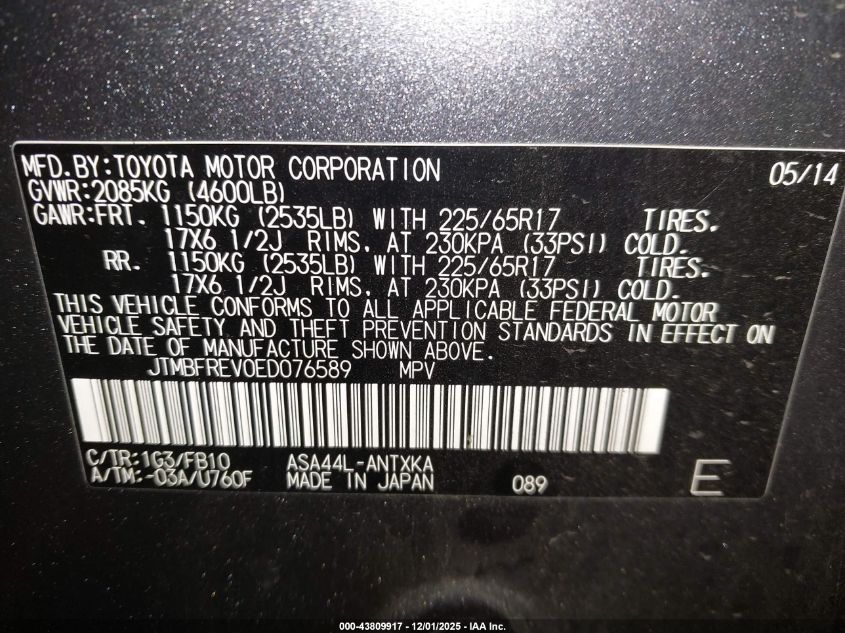 MFD.BY:TOYOTA MOTOR CORPORATION 05/14
GVWR:2085KG (4600LB)
GAWR:FRT. 1150KG (2535LB) WITH 225/65R17 TIRES.
17X6 1/2J RIMS, AT 230KPA (33PSI) COLD.
RR. 1150KG (2535LB) WITH 225/65R17 TIRES.
17X6 1/2J RIMS, AT 230KPA (33PSI) COLD.
THIS VEHICLE CONFORMS TO ALL APPLICABLE FEDERAL MOTOR
VEHICLE SAFETY AND THEFT PREVENTION STANDARDS IN EFFECT ON
THE DATE OF MANUFACTURE SHOWN ABOVE.
JTMBFREV0ED076589 MPV
C/TR:1G3/FB10 ASA44L-ANTXKA
A/TM:-03A/U760F MADE IN JAPAN 089 E
000-43809917 - 12/01/2025 - IAA Inc.